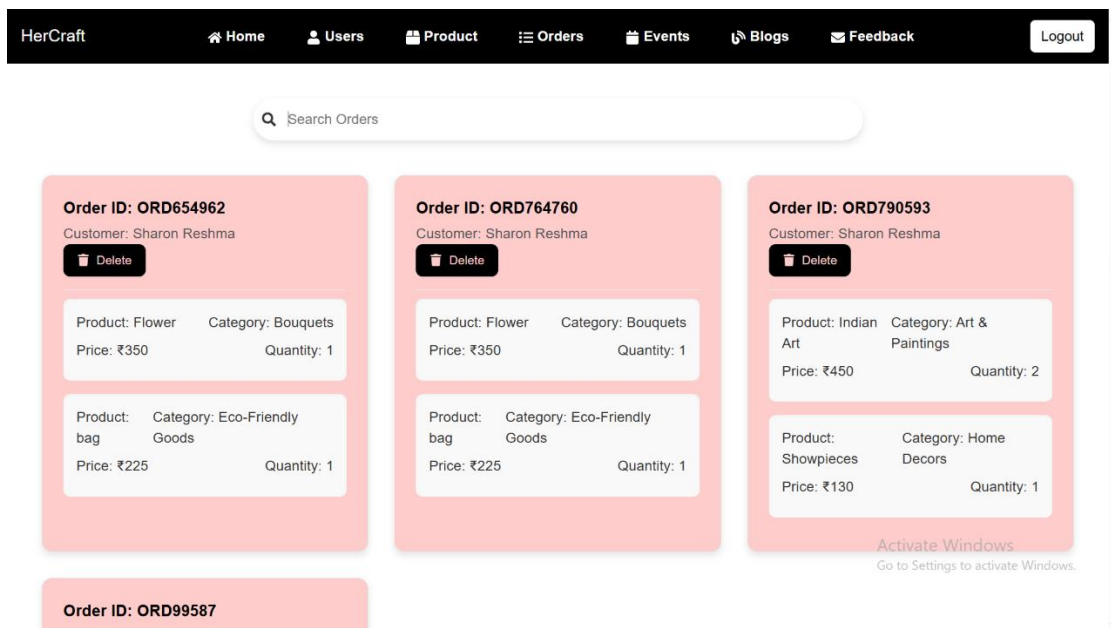 HerCraft Home Users Product Orders Events Blogs Feedback Logout
Search Orders
Order ID: ORD654962
Customer: Sharon Reshma
Delete
Product: Flower Category: Bouquets
Price: ₹350 Quantity: 1
Product: bag Category: Eco-Friendly Goods
Price: ₹225 Quantity: 1
Order ID: ORD764760
Customer: Sharon Reshma
Delete
Product: Flower Category: Bouquets
Price: ₹350 Quantity: 1
Product: bag Category: Eco-Friendly Goods
Price: ₹225 Quantity: 1
Order ID: ORD790593
Customer: Sharon Reshma
Delete
Product: Indian Art Category: Art & Paintings
Price: ₹450 Quantity: 2
Product: Showpieces Category: Home Decors
Price: ₹130 Quantity: 1
Order ID: ORD99587
Activate Windows
Go to Settings to activate Windows.